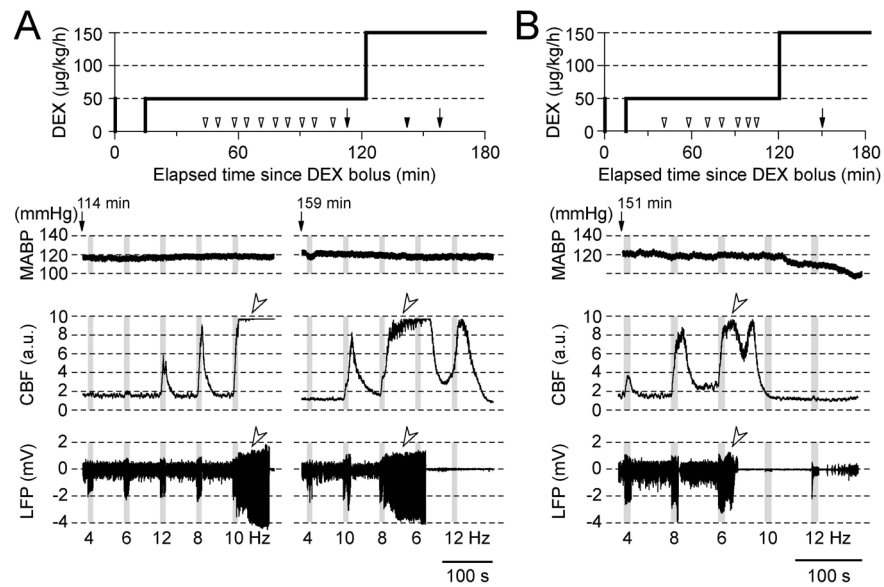 A
DEX (µg/kg/h)
150
100
50
0
0 60 120 180
Elapsed time since DEX bolus (min)
(mmHg)
114 min
159 min
MABP
140
120
100
CBF (a.u.)
10
8
6
4
2
0
LFP (mV)
2
0
-2
-4
4 6 12 8 10 Hz
4 10 8 6 12 Hz
100 s
B
DEX (µg/kg/h)
150
100
50
0
0 60 120 180
Elapsed time since DEX bolus (min)
(mmHg)
151 min
MABP
140
120
100
CBF (a.u.)
10
8
6
4
2
0
LFP (mV)
2
0
-2
-4
4 8 6 10 12 Hz
100 s